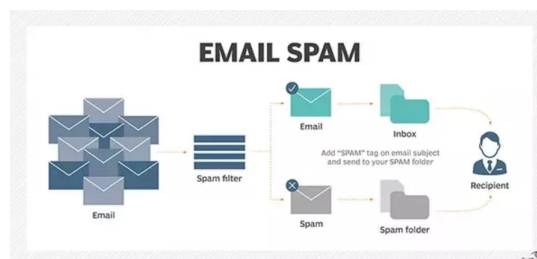 EMAIL SPAM
Email
Spam filter
Email
Inbox
Add "SPAM" tag on email subject
and send to your SPAM folder
Spam
Spam folder
Recipient